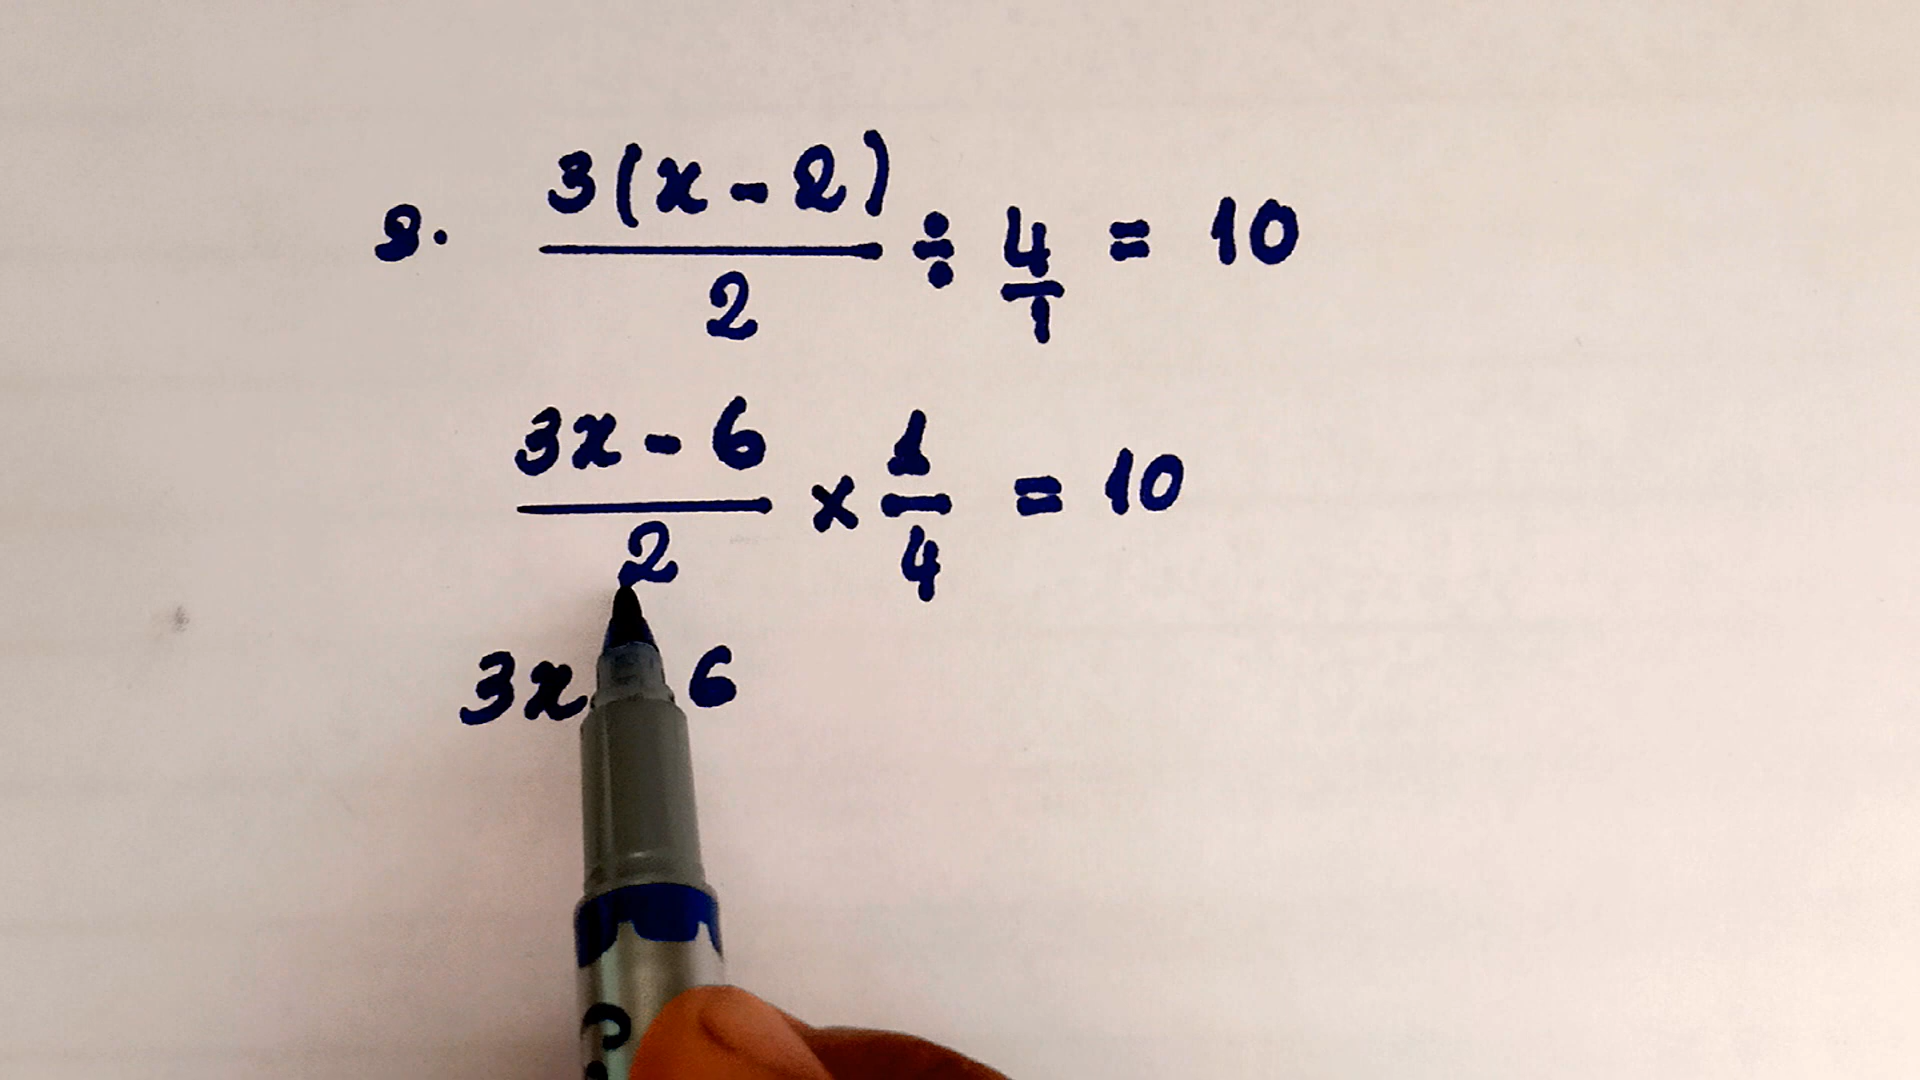 8. 3(x - 2)/2 ÷ 4/1 = 10
3x - 6/2 × 1/4 = 10
3x 6